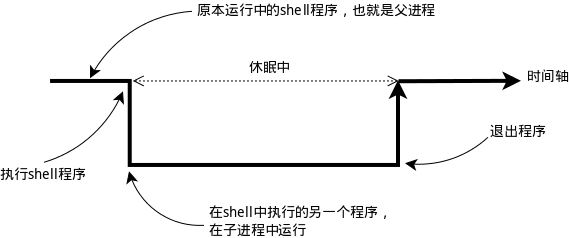 原本运行中的shell程序，也就是父进程
休眠中
时间轴
退出程序
执行shell程序
在shell中执行的另一个程序，
在子进程中运行